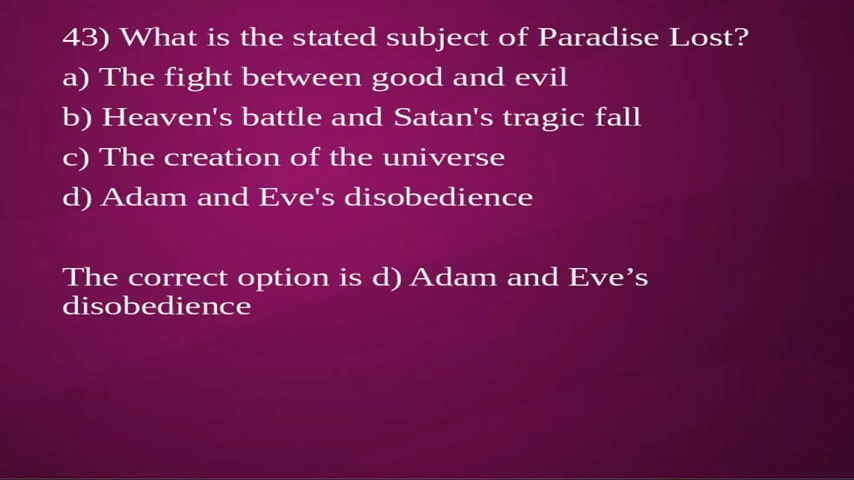 43) What is the stated subject of Paradise Lost?
a) The fight between good and evil
b) Heaven's battle and Satan's tragic fall
c) The creation of the universe
d) Adam and Eve's disobedience
The correct option is d) Adam and Eve’s
disobedience